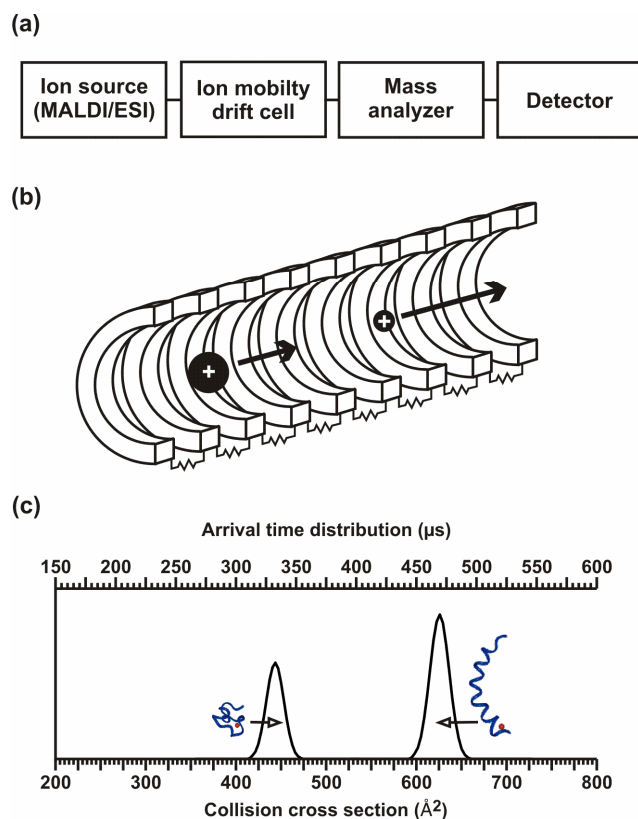 (a)
Ion source
(MALDI/ESI)
Ion mobilty
drift cell
Mass
analyzer
Detector
(b)
+
+
(c)
Arrival time distribution (µs)
150 200 250 300 350 400 450 500 550 600
200 300 400 500 600 700 800
Collision cross section (Å²)